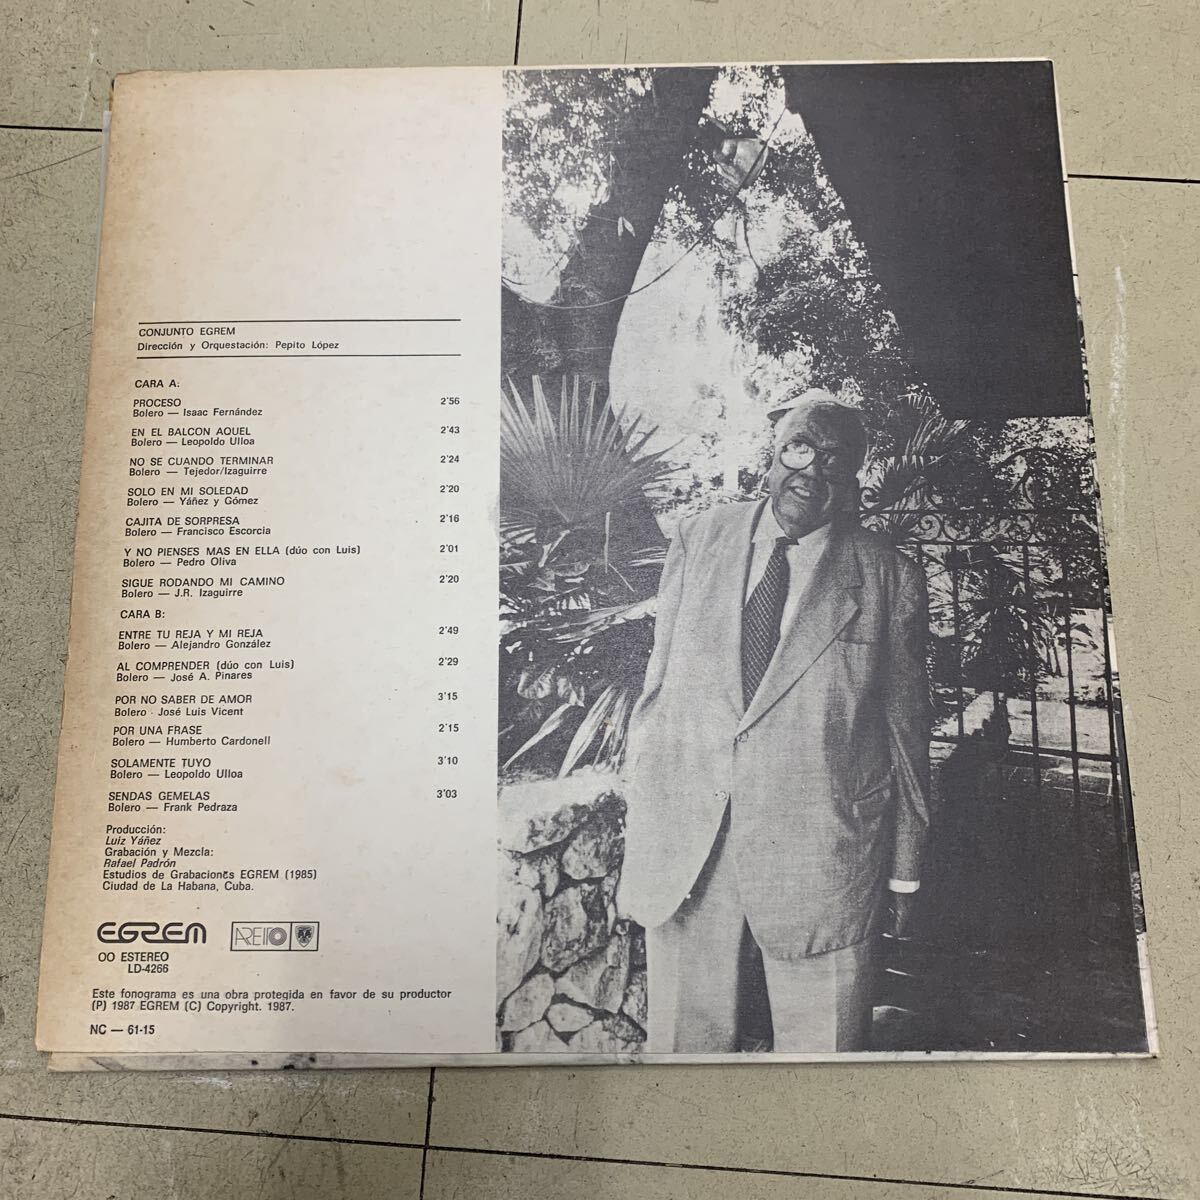 CONJUNTO EGREM
Dirección y Orquestación: Pepito López
CARA A:
PROCESO 2'56
Bolero — Isaac Fernández
EN EL BALCON AQUEL 2'43
Bolero — Leopoldo Ulloa
NO SE CUANDO TERMINAR 2'24
Bolero — Tejedor/Izaguirre
SOLO EN MI SOLEDAD 2'20
Bolero — Yáñez y Gómez
CAJITA DE SORPRESA 2'16
Bolero — Francisco Escorcia
Y NO PIENSES MAS EN ELLA (dúo con Luis) 2'01
Bolero — Pedro Oliva
SIGUE RODANDO MI CAMINO 2'20
Bolero — J.R. Izaguirre
CARA B:
ENTRE TU REJA Y MI REJA 2'49
Bolero — Alejandro González
AL COMPRENDER (dúo con Luis) 2'29
Bolero — José A. Pinares
POR NO SABER DE AMOR 3'15
Bolero - José Luis Vicent
POR UNA FRASE 2'15
Bolero — Humberto Cardonell
SOLAMENTE TUYO 3'10
Bolero — Leopoldo Ulloa
SENDAS GEMELAS 3'03
Bolero — Frank Pedraza
Producción:
Luiz Yáñez
Grabación y Mezcla:
Rafael Padrón
Estudios de Grabaciones EGREM (1985)
Ciudad de La Habana, Cuba.
EGREM AREITO
OO ESTEREO
LD-4266
Este fonograma es una obra protegida en favor de su productor
(P) 1987 EGREM (C) Copyright. 1987.
NC — 61-15